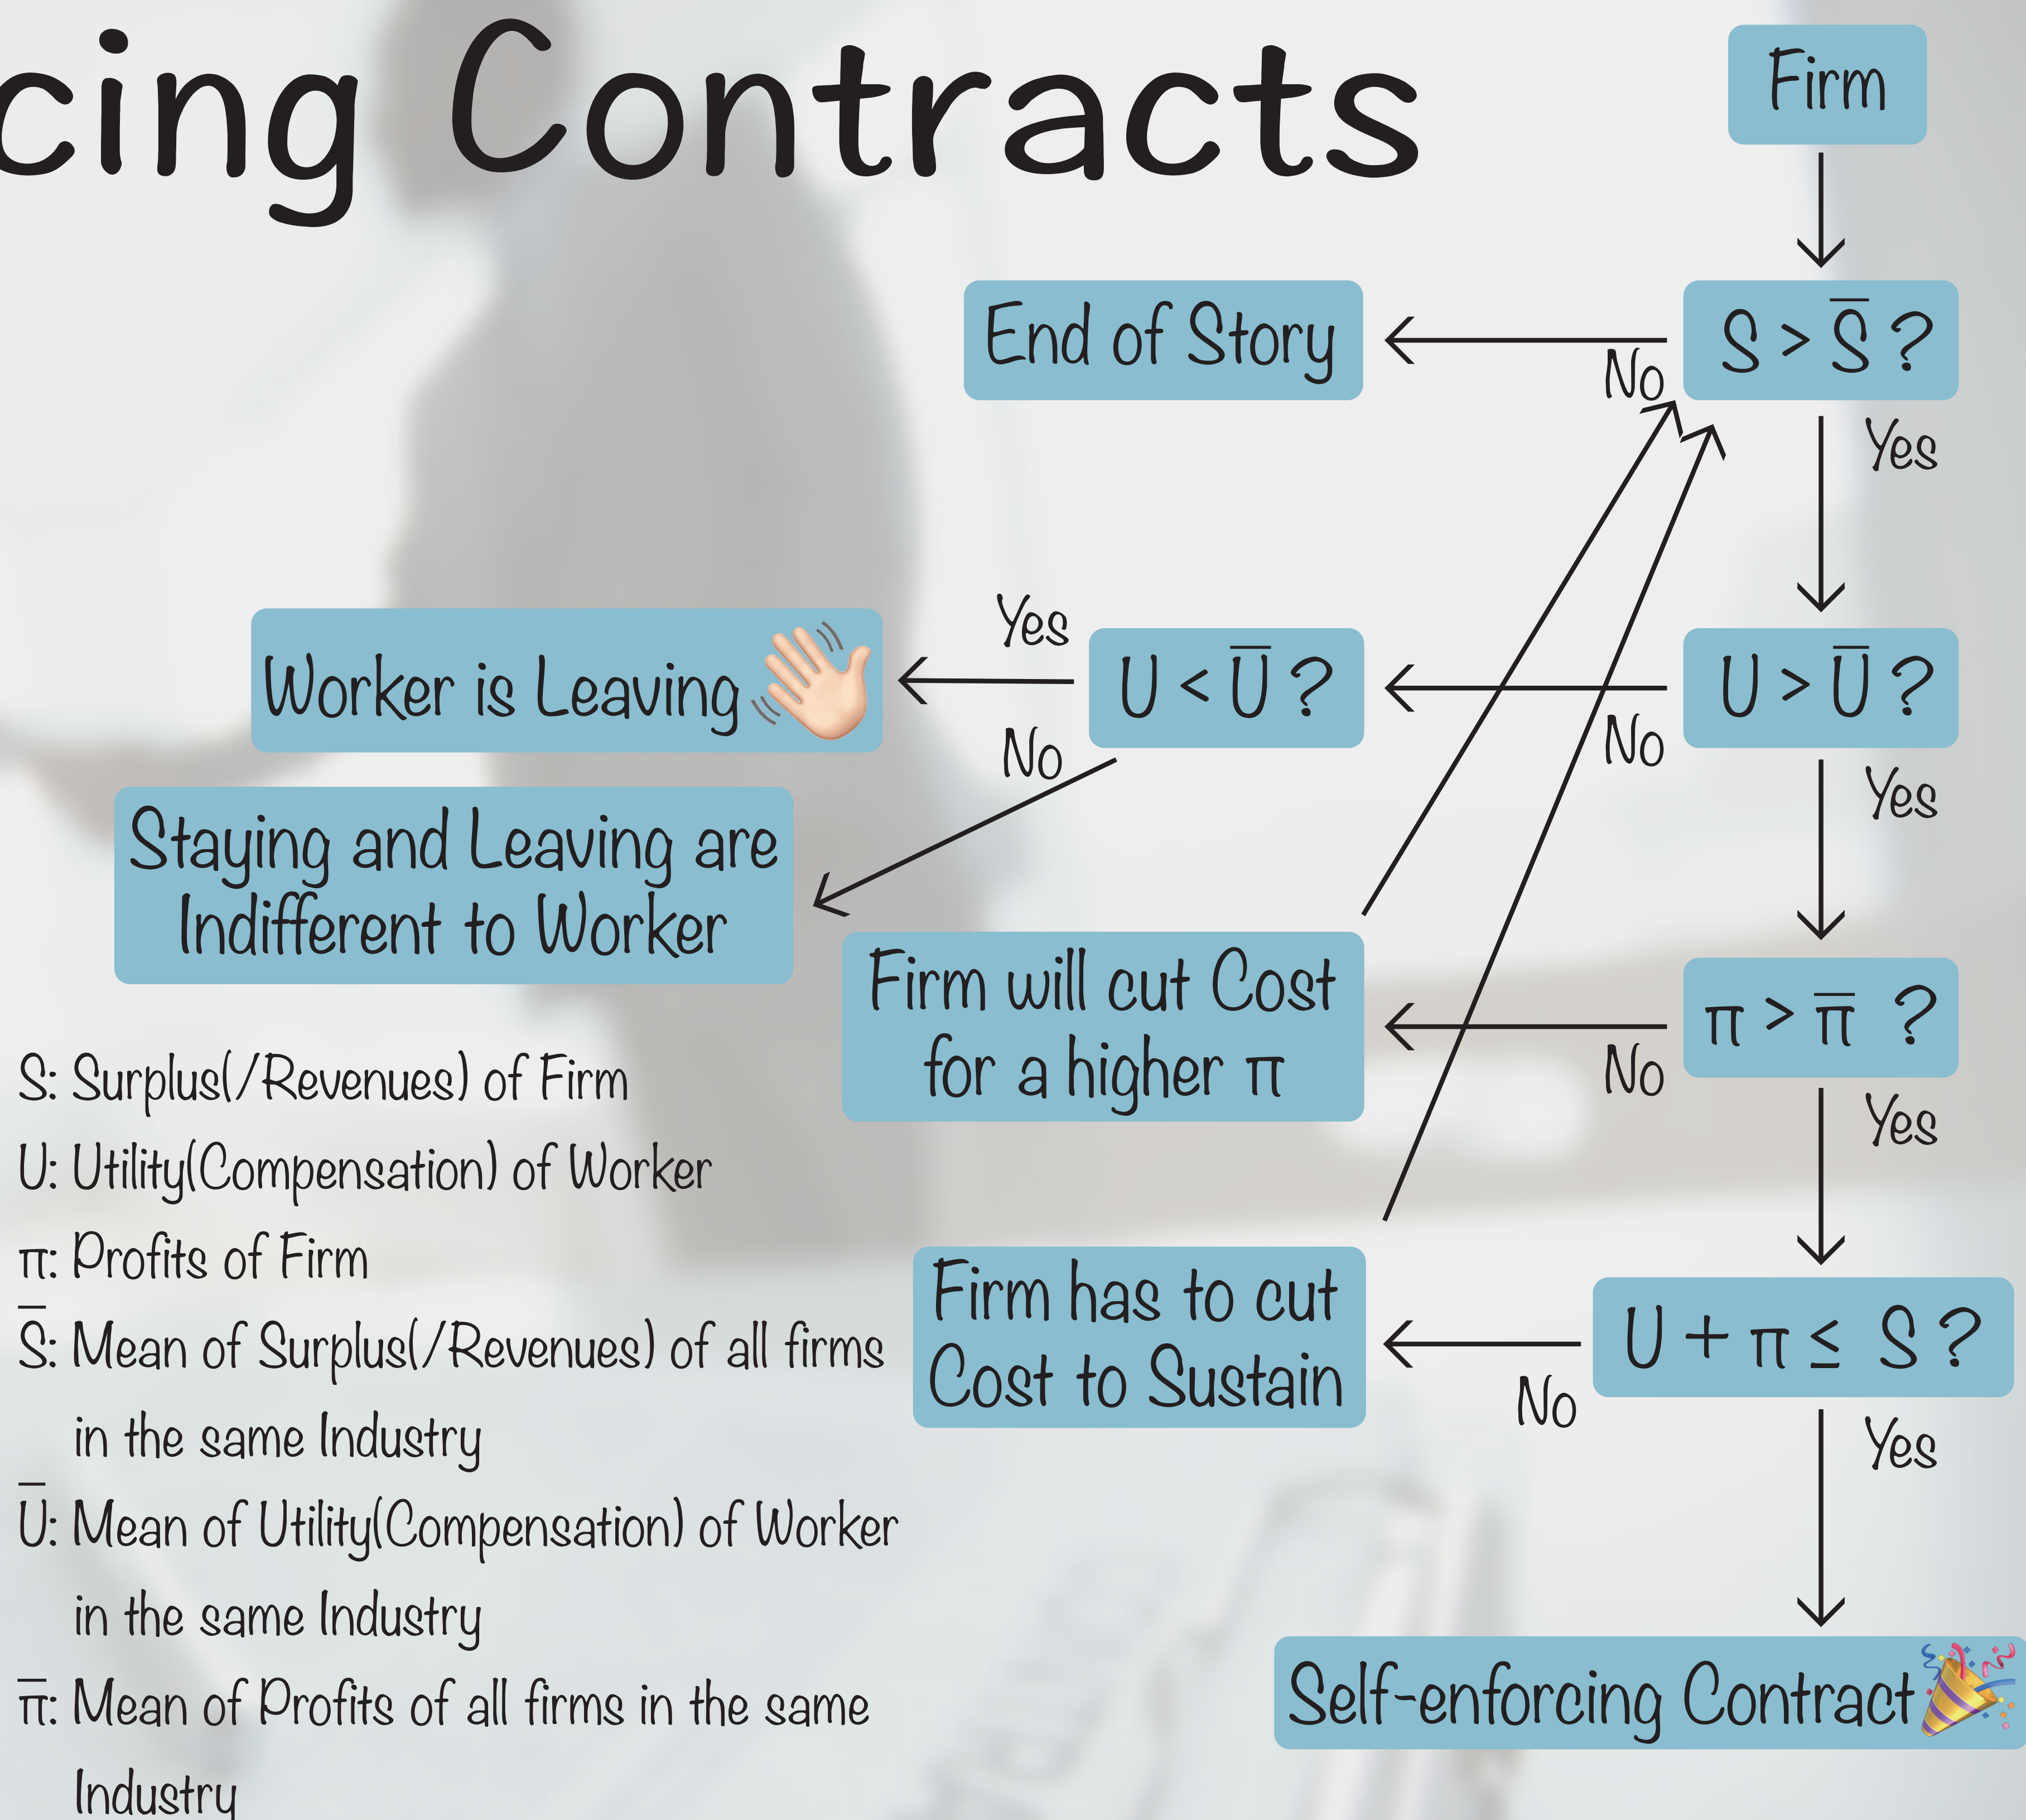 cing Contracts
Firm
S > S̅ ?
No
End of Story
Yes
U > U̅ ?
No
U < U̅ ?
Yes
Worker is Leaving 👋🏻
No
Staying and Leaving are
Indifferent to Worker
Yes
π > π̅ ?
No
Firm will cut Cost
for a higher π
Yes
U + π ≤ S ?
No
Firm has to cut
Cost to Sustain
Yes
Self-enforcing Contract 🎉
S: Surplus(/Revenues) of Firm
U: Utility(Compensation) of Worker
π: Profits of Firm
S̅: Mean of Surplus(/Revenues) of all firms
in the same Industry
U̅: Mean of Utility(Compensation) of Worker
in the same Industry
π̅: Mean of Profits of all firms in the same
Industry